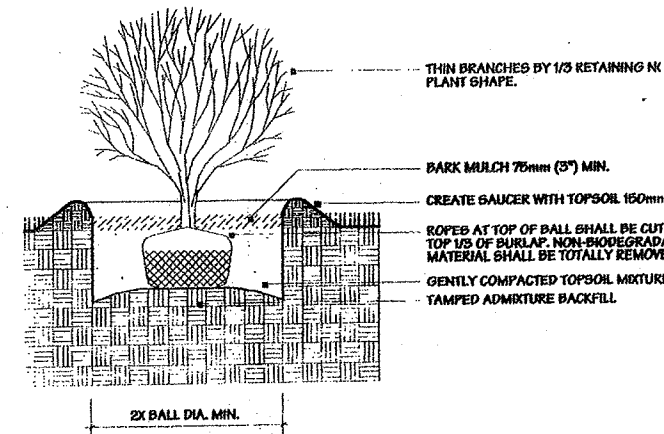 THIN BRANCHES BY 1/3 RETAINING
PLANT SHAPE.
BARK MULCH 75mm (3") MIN.
CREATE SAUCER WITH TOPSOIL 150mm
ROPES AT TOP OF BALL SHALL BE CUT
TOP 1/3 OF BURLAP. NON-BIODEGRADA
MATERIAL SHALL BE TOTALLY REMOVE
GENTLY COMPACTED TOPSOIL MIXTURE
TAMPED ADMIXTURE BACKFILL
2X BALL DIA. MIN.